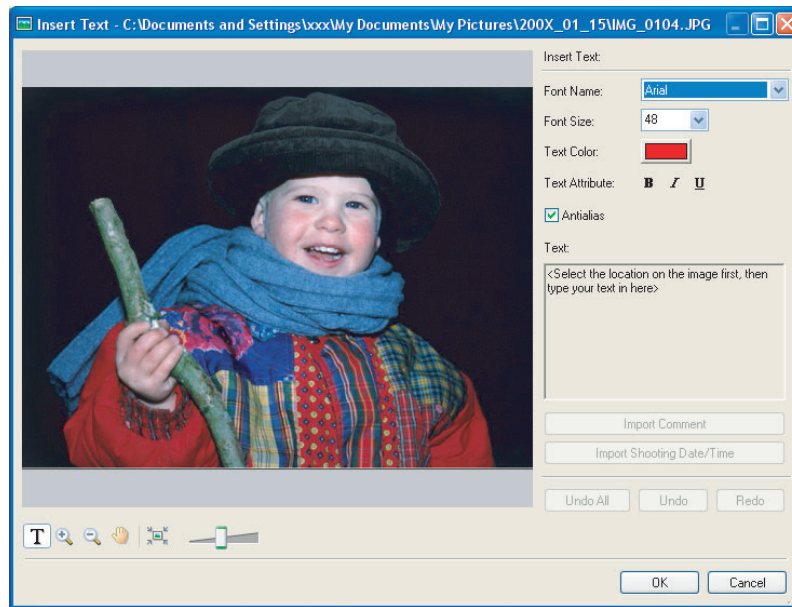 Insert Text - C:\Documents and Settings\xxx\My Documents\My Pictures\200X_01_15\IMG_0104.JPG
Insert Text:
Font Name: Arial
Font Size: 48
Text Color:
Text Attribute: B I U
Antialias
Text:
<Select the location on the image first, then
type your text in here>
Import Comment
Import Shooting Date/Time
Undo All Undo Redo
T
OK Cancel